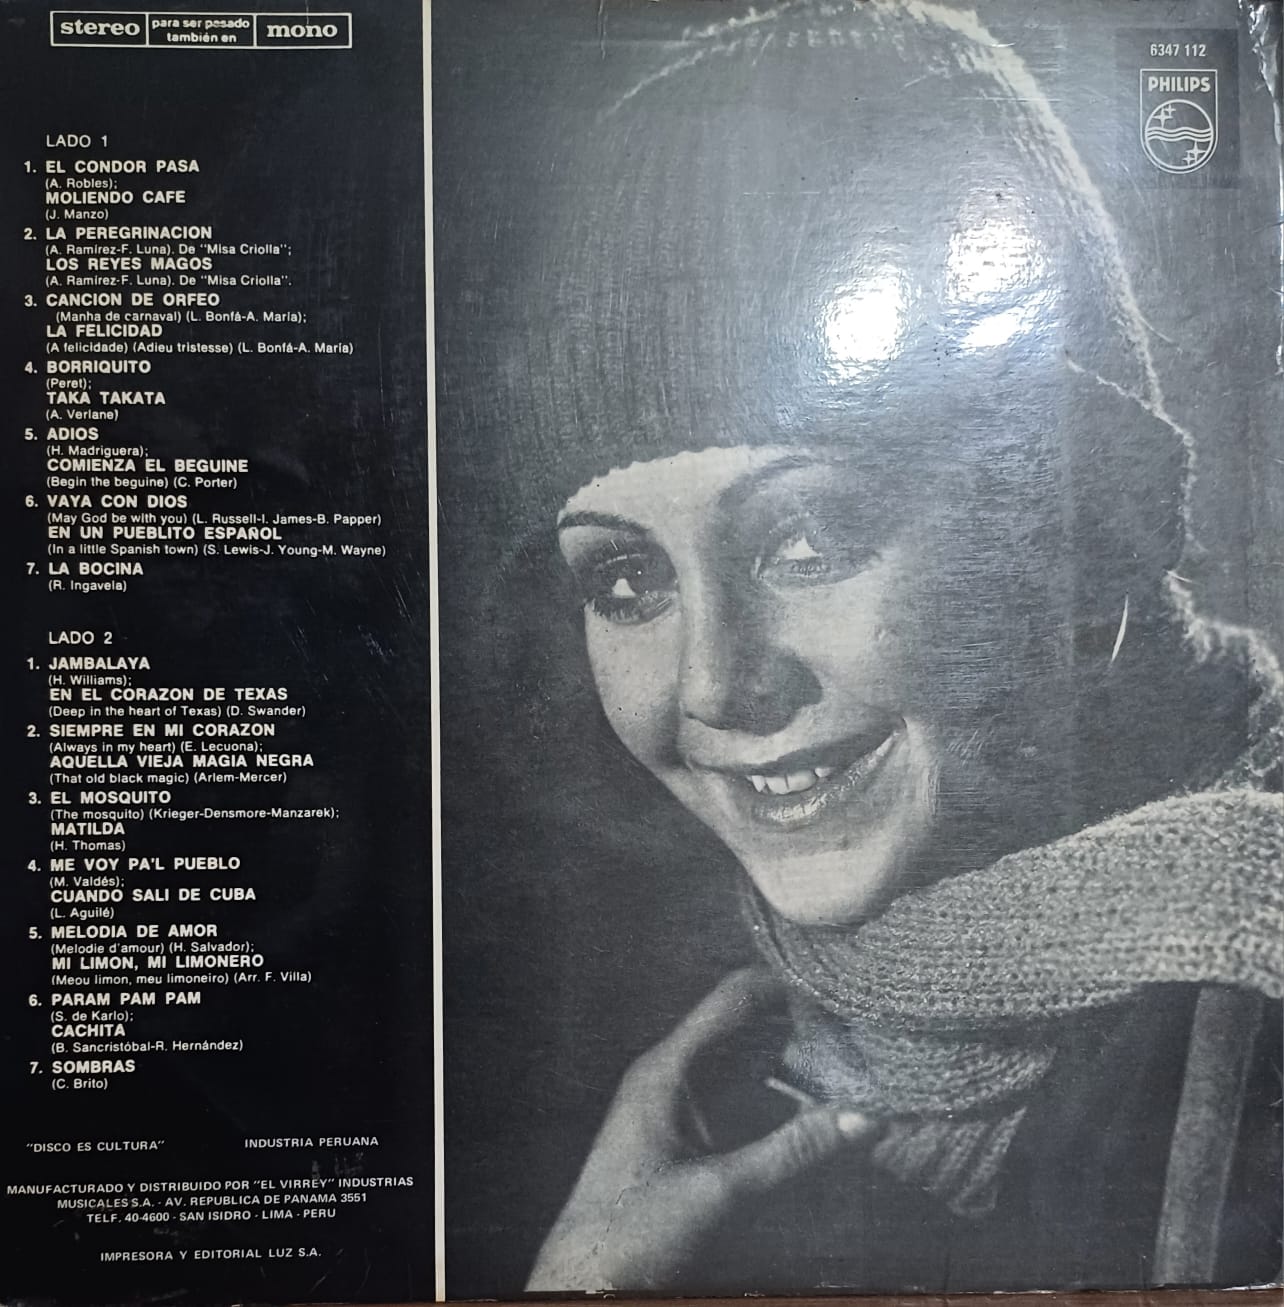 stereo para ser pasado también en mono
6347 112
PHILIPS
LADO 1
1. EL CONDOR PASA
(A. Robles);
MOLIENDO CAFE
(J. Manzo)
2. LA PEREGRINACION
(A. Ramírez-F. Luna). De "Misa Criolla";
LOS REYES MAGOS
(A. Ramírez-F. Luna). De "Misa Criolla".
3. CANCION DE ORFEO
(Manha de carnaval) (L. Bonfá-A. María);
LA FELICIDAD
(A felicidade) (Adieu tristesse) (L. Bonfá-A. María)
4. BORRIQUITO
(Peret);
TAKA TAKATA
(A. Verlane)
5. ADIOS
(H. Madriguera);
COMIENZA EL BEGUINE
(Begin the beguine) (C. Porter)
6. VAYA CON DIOS
(May God be with you) (L. Russell-I. James-B. Papper)
EN UN PUEBLITO ESPAÑOL
(In a little Spanish town) (S. Lewis-J. Young-M. Wayne)
7. LA BOCINA
(R. Ingavela)
LADO 2
1. JAMBALAYA
(H. Williams);
EN EL CORAZON DE TEXAS
(Deep in the heart of Texas) (D. Swander)
2. SIEMPRE EN MI CORAZON
(Always in my heart) (E. Lecuona);
AQUELLA VIEJA MAGIA NEGRA
(That old black magic) (Arlem-Mercer)
3. EL MOSQUITO
(The mosquito) (Krieger-Densmore-Manzarek);
MATILDA
(H. Thomas)
4. ME VOY PA'L PUEBLO
(M. Valdés);
CUANDO SALI DE CUBA
(L. Aguilé)
5. MELODIA DE AMOR
(Melodie d'amour) (H. Salvador);
MI LIMON, MI LIMONERO
(Meou limon, meu limoneiro) (Arr. F. Villa)
6. PARAM PAM PAM
(S. de Karlo);
CACHITA
(B. Sancristóbal-R. Hernández)
7. SOMBRAS
(C. Brito)
"DISCO ES CULTURA" INDUSTRIA PERUANA
MANUFACTURADO Y DISTRIBUIDO POR "EL VIRREY" INDUSTRIAS
MUSICALES S.A. - AV. REPUBLICA DE PANAMA 3551
TELF. 40-4600 - SAN ISIDRO - LIMA - PERU
IMPRESORA Y EDITORIAL LUZ S.A.